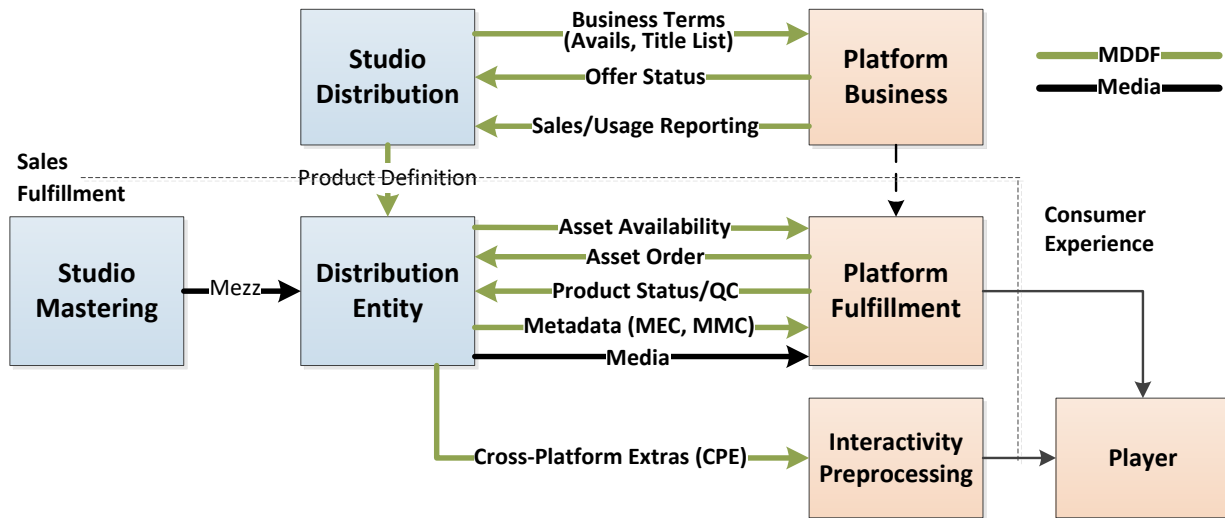 Business Terms
(Avails, Title List)
Studio
Distribution
Offer Status
Platform
Business
Sales/Usage Reporting
MDDF
Media
Sales
Fulfillment
Product Definition
Studio
Mastering
Mezz
Distribution
Entity
Asset Availability
Asset Order
Product Status/QC
Metadata (MEC, MMC)
Media
Platform
Fulfillment
Consumer
Experience
Cross-Platform Extras (CPE)
Interactivity
Preprocessing
Player